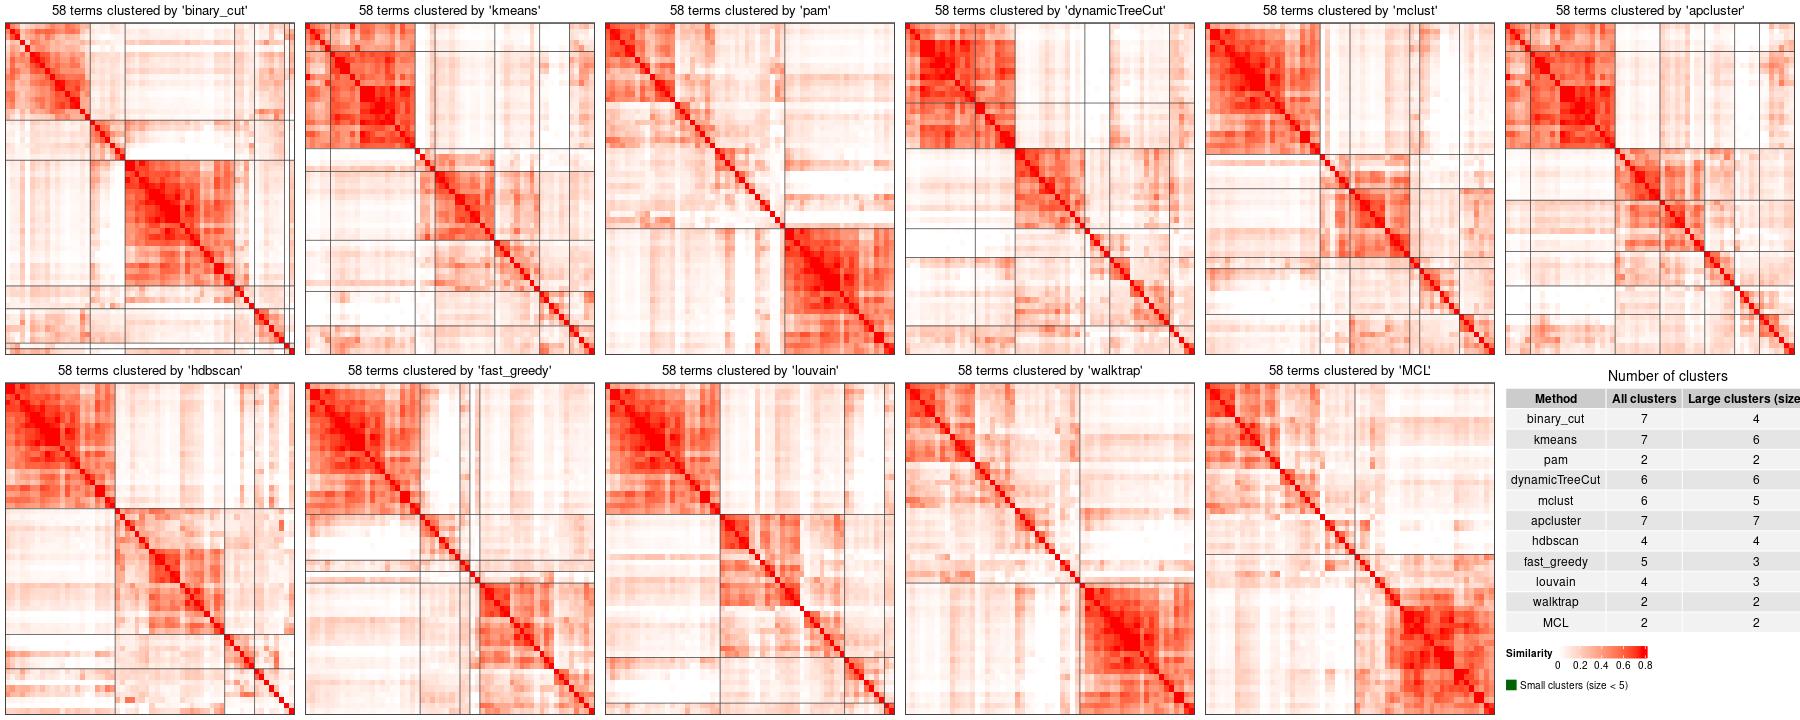 58 terms clustered by 'binary_cut'
58 terms clustered by 'kmeans'
58 terms clustered by 'pam'
58 terms clustered by 'dynamicTreeCut'
58 terms clustered by 'mclust'
58 terms clustered by 'apcluster'
58 terms clustered by 'hdbscan'
58 terms clustered by 'fast_greedy'
58 terms clustered by 'louvain'
58 terms clustered by 'walktrap'
58 terms clustered by 'MCL'
Number of clusters
Method All clusters Large clusters (size
binary_cut 7 4
kmeans 7 6
pam 2 2
dynamicTreeCut 6 6
mclust 6 5
apcluster 7 7
hdbscan 4 4
fast_greedy 5 3
louvain 4 3
walktrap 2 2
MCL 2 2
Similarity
0 0.2 0.4 0.6 0.8
Small clusters (size < 5)